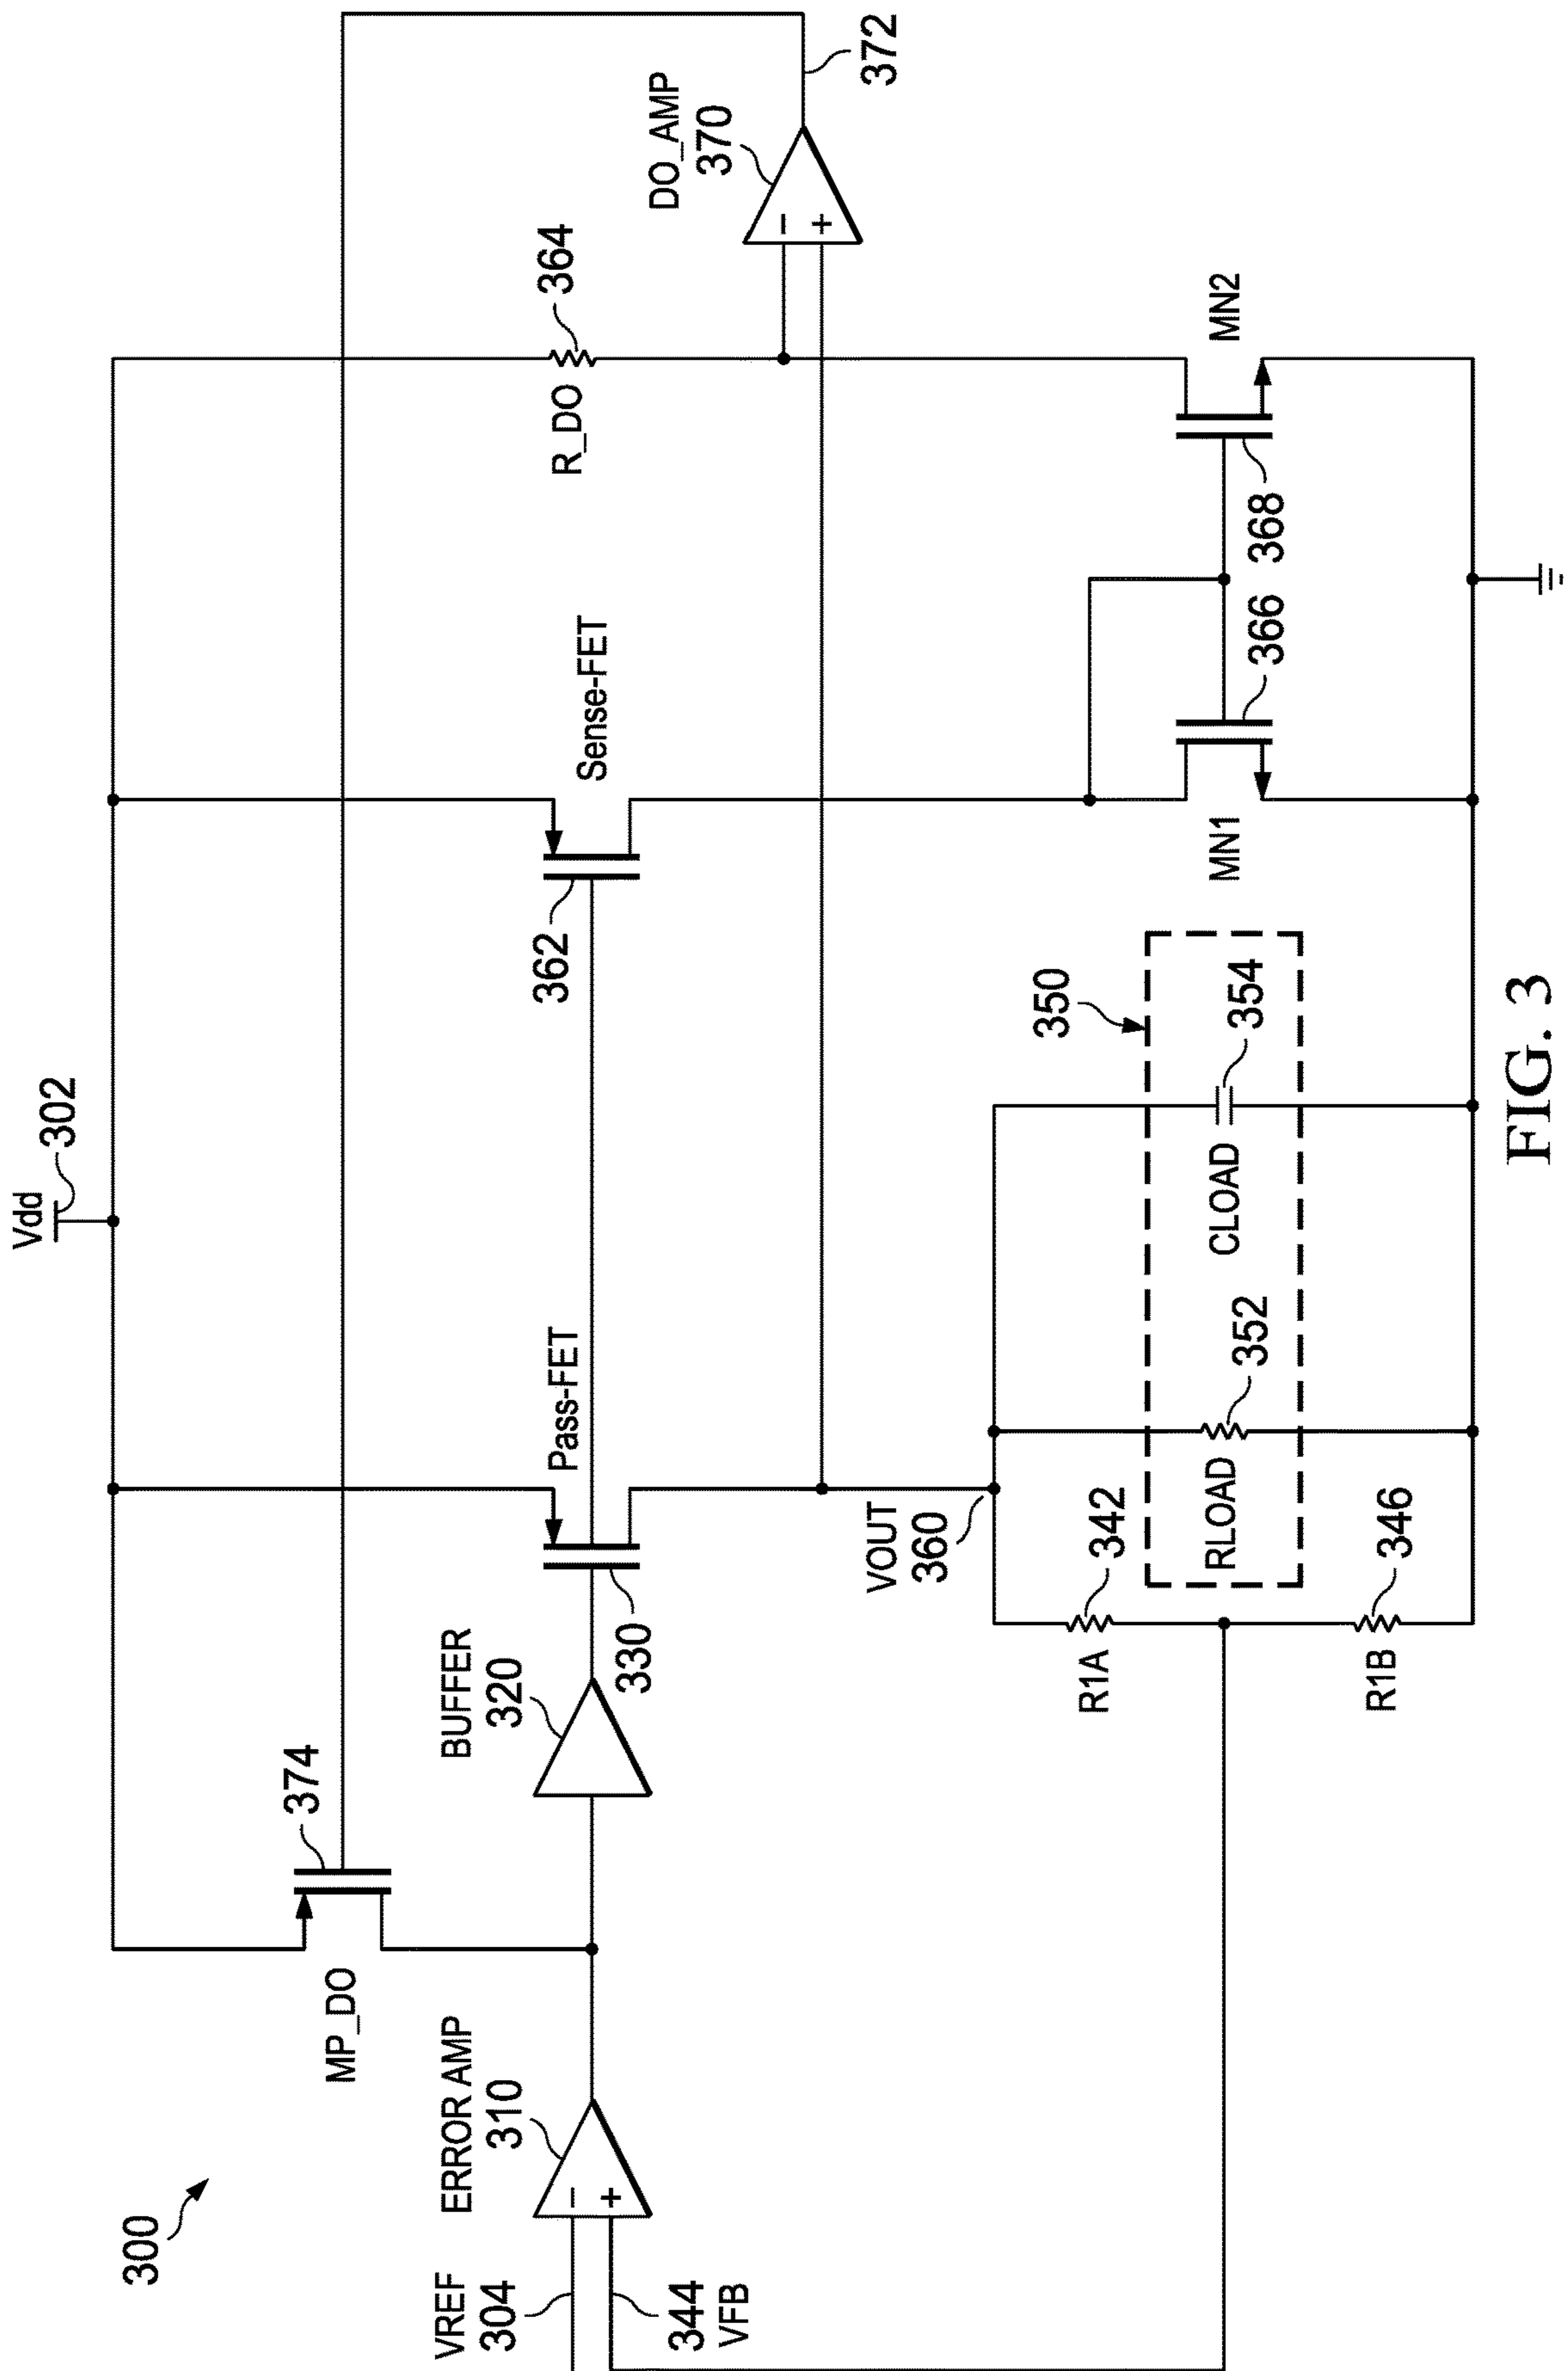 300
Vdd
302
MP_DO
374
VREF
304
344
VFB
ERROR AMP
310
-
+
BUFFER
320
330
Pass-FET
362
Sense-FET
R_DO
364
DO_AMP
370
-
+
372
VOUT
360
R1A
342
R1B
346
350
RLOAD
352
CLOAD
354
MN1
366
368
MN2
FIG. 3